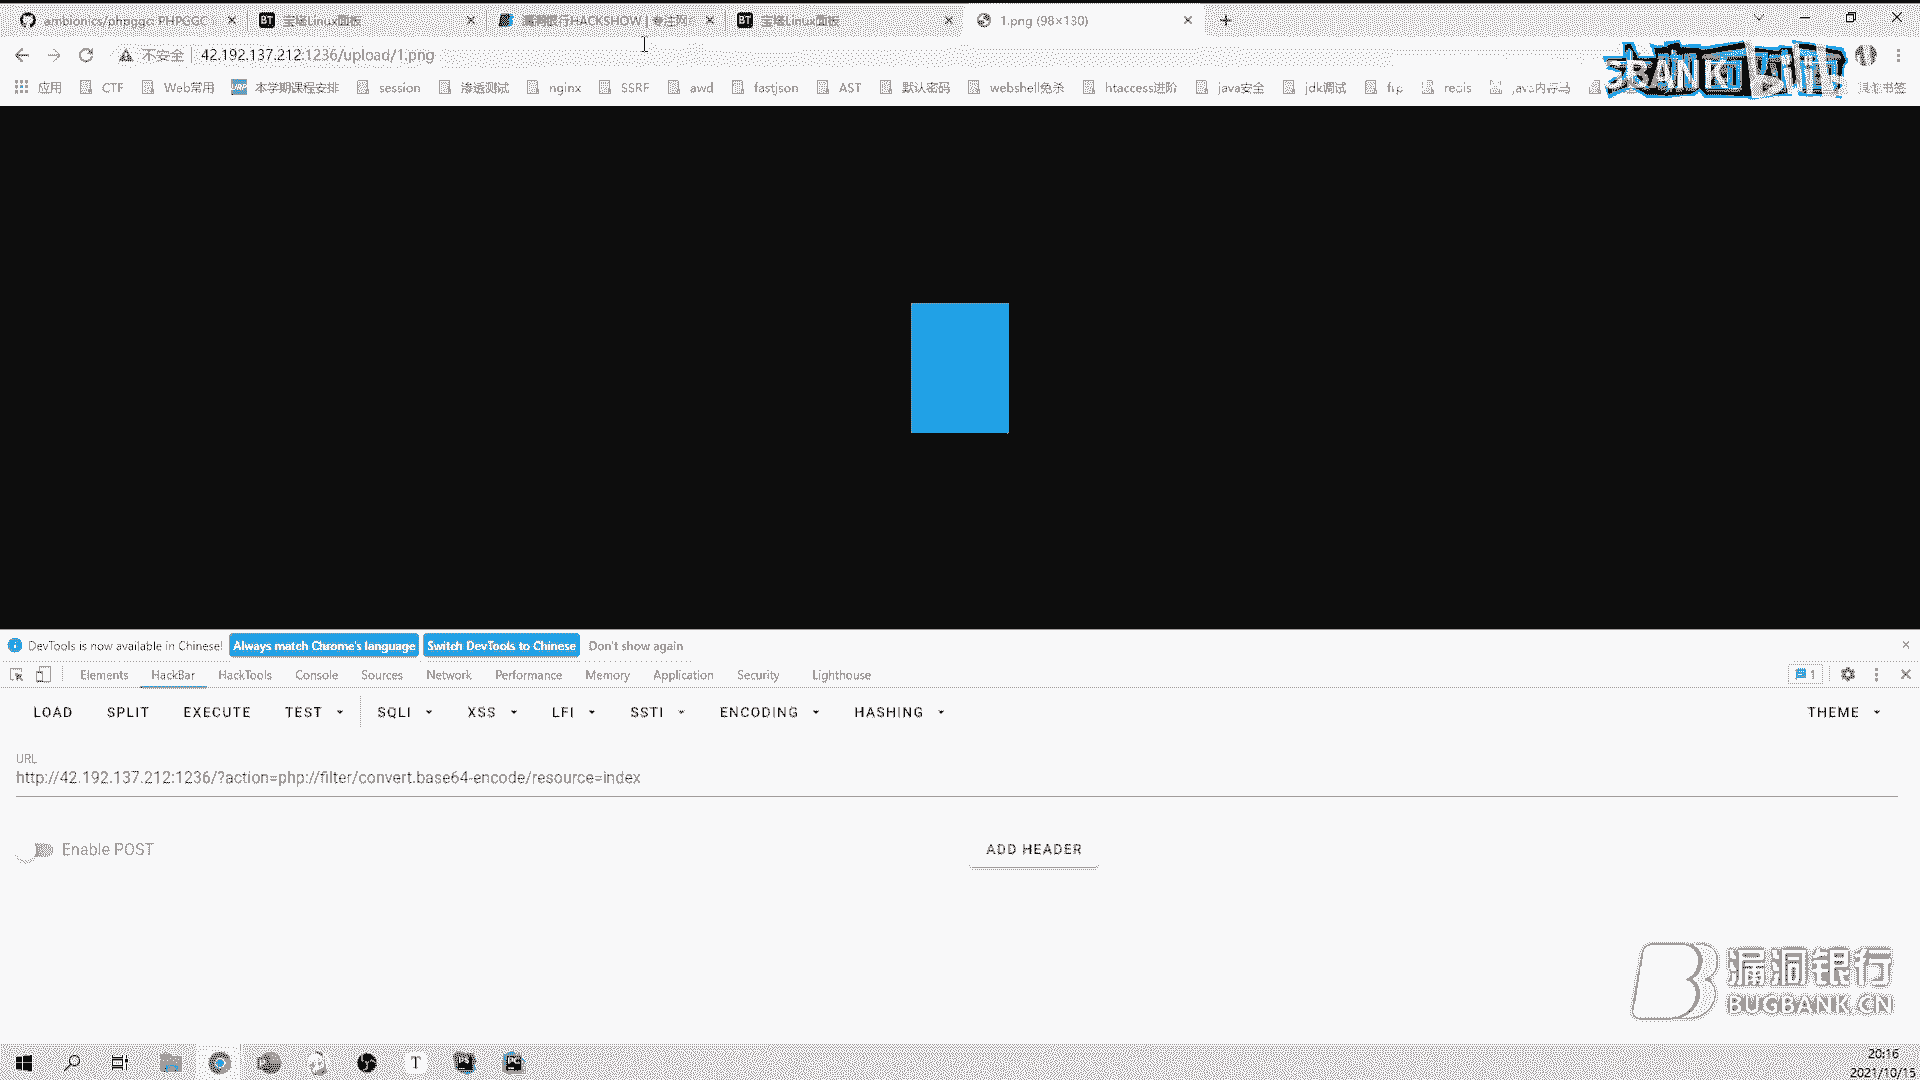 ambionics/phpggc: PHPGGC
BT 宝塔Linux面板
漏洞银行HACKSHOW | 专注网
BT 宝塔Linux面板
1.png (98×130)
不安全 42.192.137.212:1236/upload/1.png
应用 CTF Web常用 URP 本学期课程安排 session 渗透测试 nginx SSRF awd fastjson AST 默认密码 webshell免杀 htaccess进阶 java安全 jdk调试 frp redis java内存马 其他书签
BANK
DevTools is now available in Chinese! Always match Chrome's language Switch DevTools to Chinese Don't show again
Elements HackBar HackTools Console Sources Network Performance Memory Application Security Lighthouse 1
LOAD SPLIT EXECUTE TEST SQLI XSS LFI SSTI ENCODING HASHING THEME
URL
http://42.192.137.212:1236/?action=php://filter/convert.base64-encode/resource=index
Enable POST ADD HEADER
漏洞银行
BUGBANK.CN
T PS PC
20:16
2021/10/15